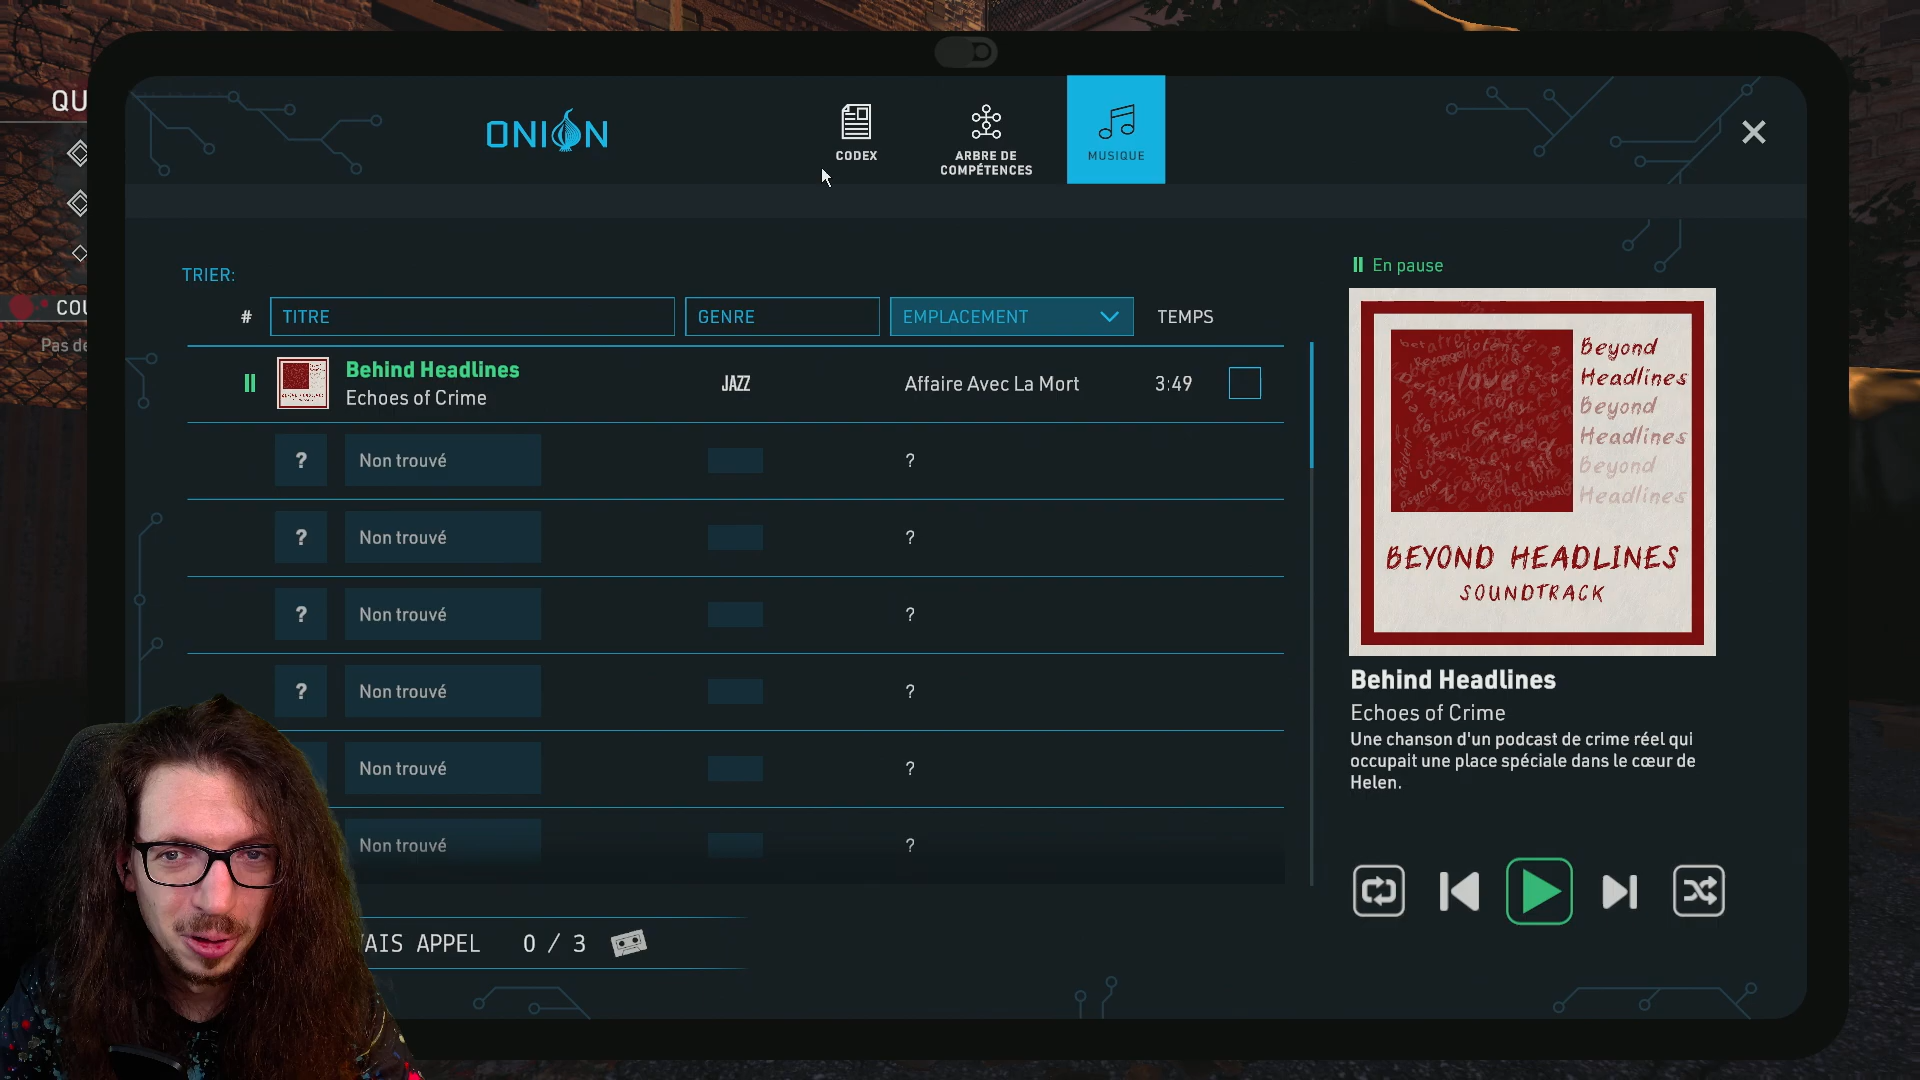 QU
ONION
CODEX
ARBRE DE
COMPÉTENCES
MUSIQUE
COU
Pas de
TRIER:
# TITRE GENRE EMPLACEMENT TEMPS
Behind Headlines
Echoes of Crime
JAZZ
Affaire Avec La Mort
3:49
? Non trouvé ?
? Non trouvé ?
? Non trouvé ?
? Non trouvé ?
Non trouvé ?
Non trouvé ?
AIS APPEL 0 / 3
En pause
Beyond
Headlines
Beyond
Headlines
Beyond
Headlines
love
BEYOND HEADLINES
SOUNDTRACK
Behind Headlines
Echoes of Crime
Une chanson d'un podcast de crime réel qui
occupait une place spéciale dans le cœur de
Helen.